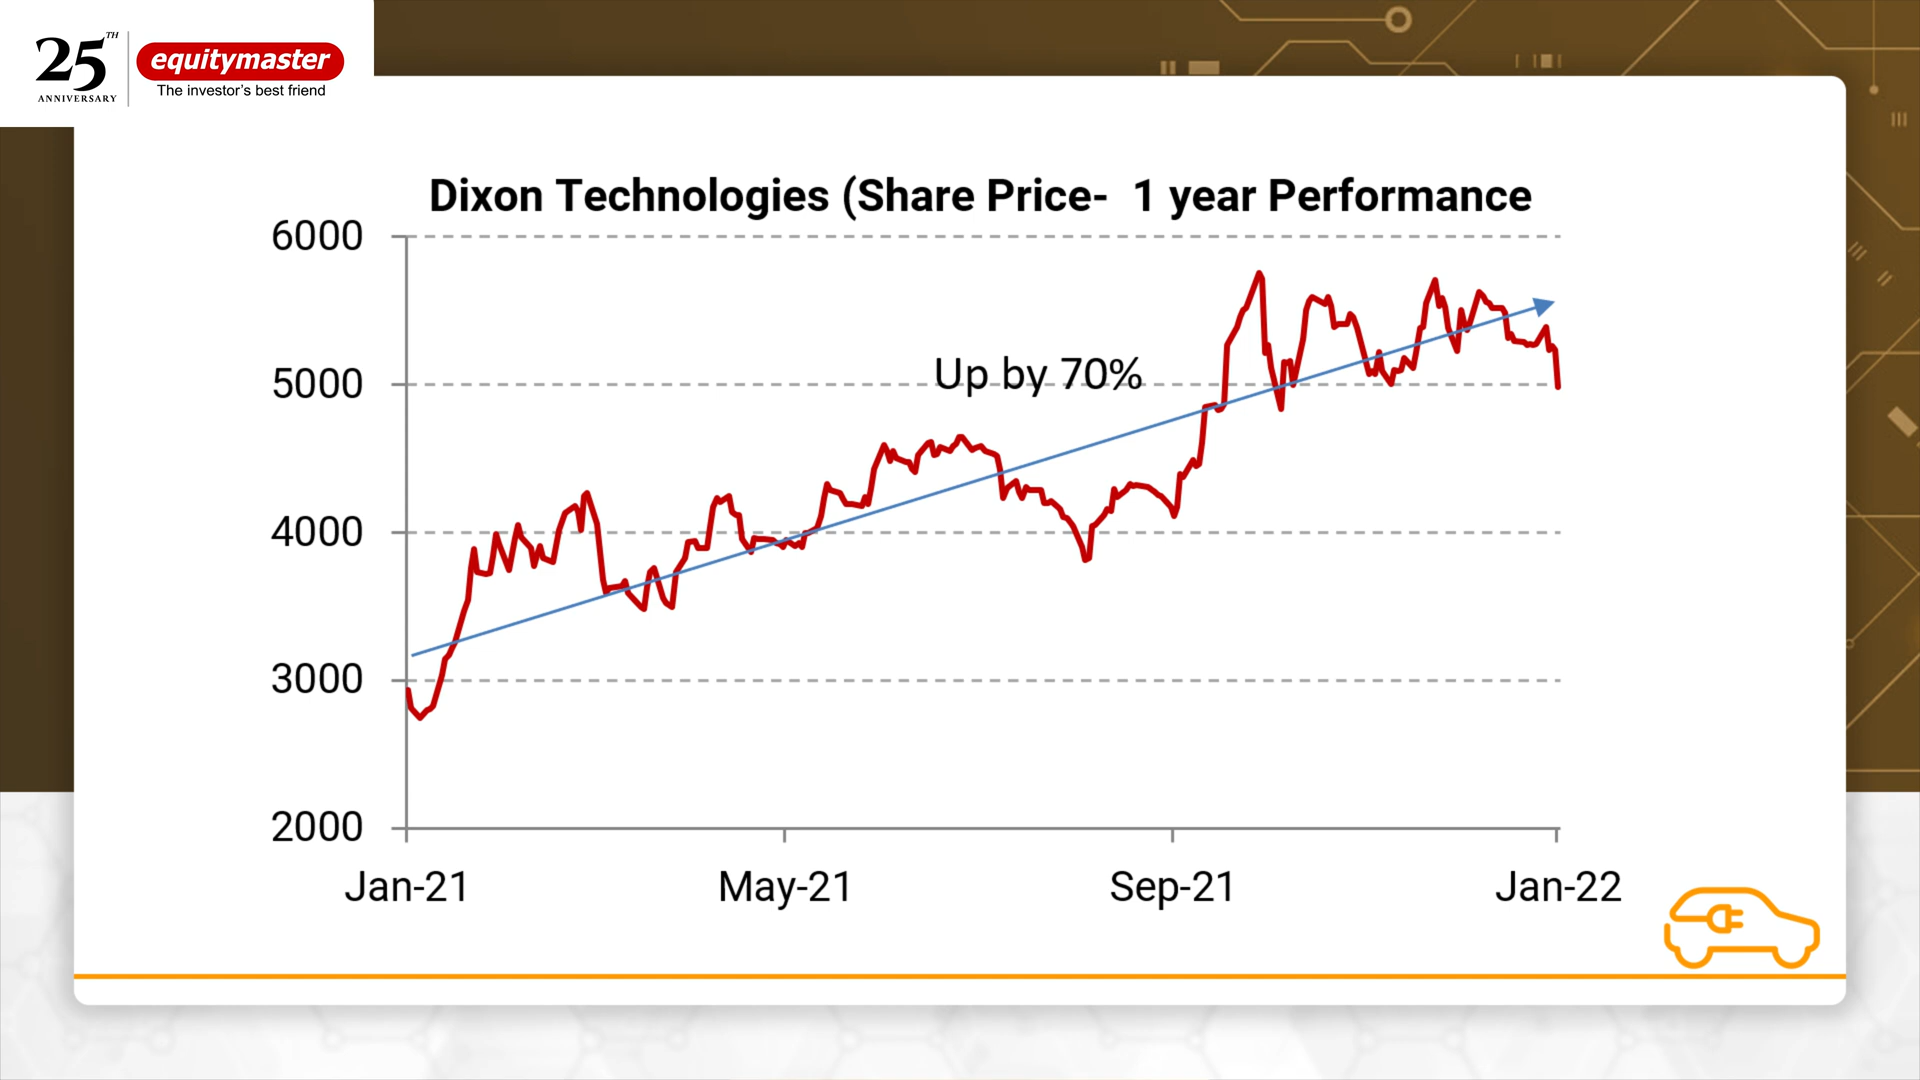 25TH
ANNIVERSARY
equitymaster
The investor's best friend
Dixon Technologies (Share Price-  1 year Performance
6000
5000
Up by 70%
4000
3000
2000
Jan-21
May-21
Sep-21
Jan-22